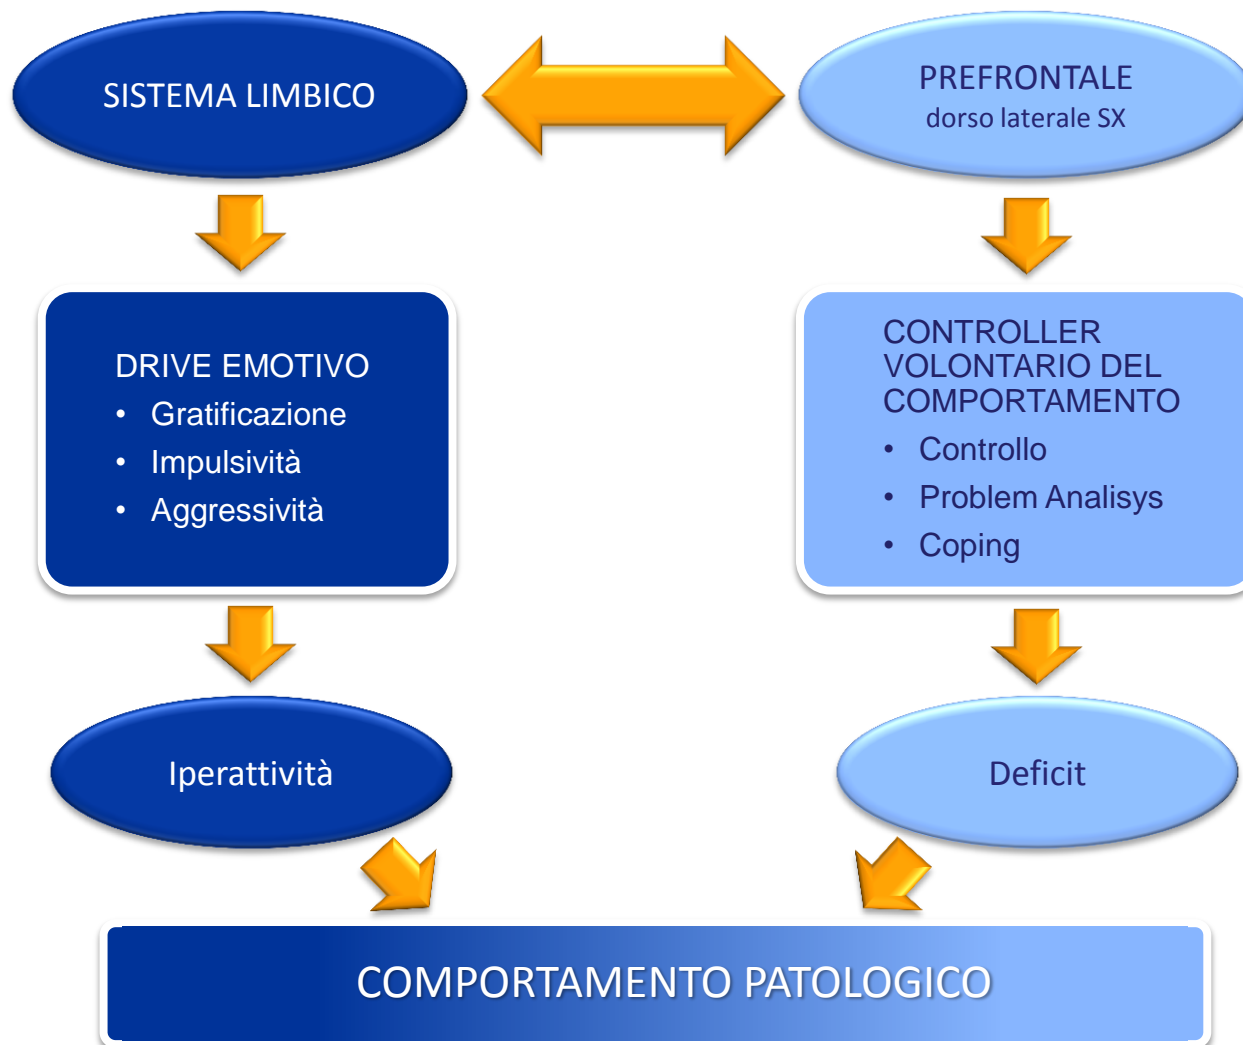 SISTEMA LIMBICO
PREFRONTALE
dorso laterale SX
DRIVE EMOTIVO
• Gratificazione
• Impulsività
• Aggressività
CONTROLLER
VOLONTARIO DEL
COMPORTAMENTO
• Controllo
• Problem Analisys
• Coping
Iperattività
Deficit
COMPORTAMENTO PATOLOGICO